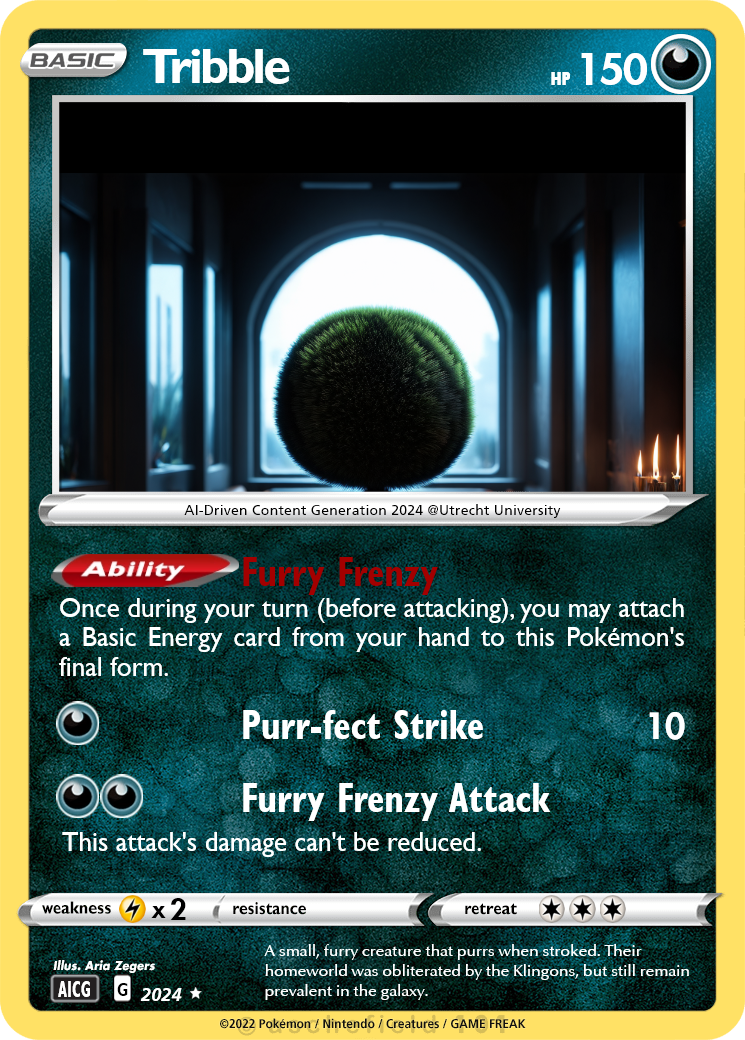 BASIC Tribble HP 150
AI-Driven Content Generation 2024 @Utrecht University
Ability Furry Frenzy
Once during your turn (before attacking), you may attach
a Basic Energy card from your hand to this Pokémon's
final form.
Purr-fect Strike 10
Furry Frenzy Attack
This attack's damage can't be reduced.
weakness x 2 resistance retreat
A small, furry creature that purrs when stroked. Their
homeworld was obliterated by the Klingons, but still remain
prevalent in the galaxy.
Illus. Aria Zegers
AICG G 2024
©2022 Pokémon / Nintendo / Creatures / GAME FREAK